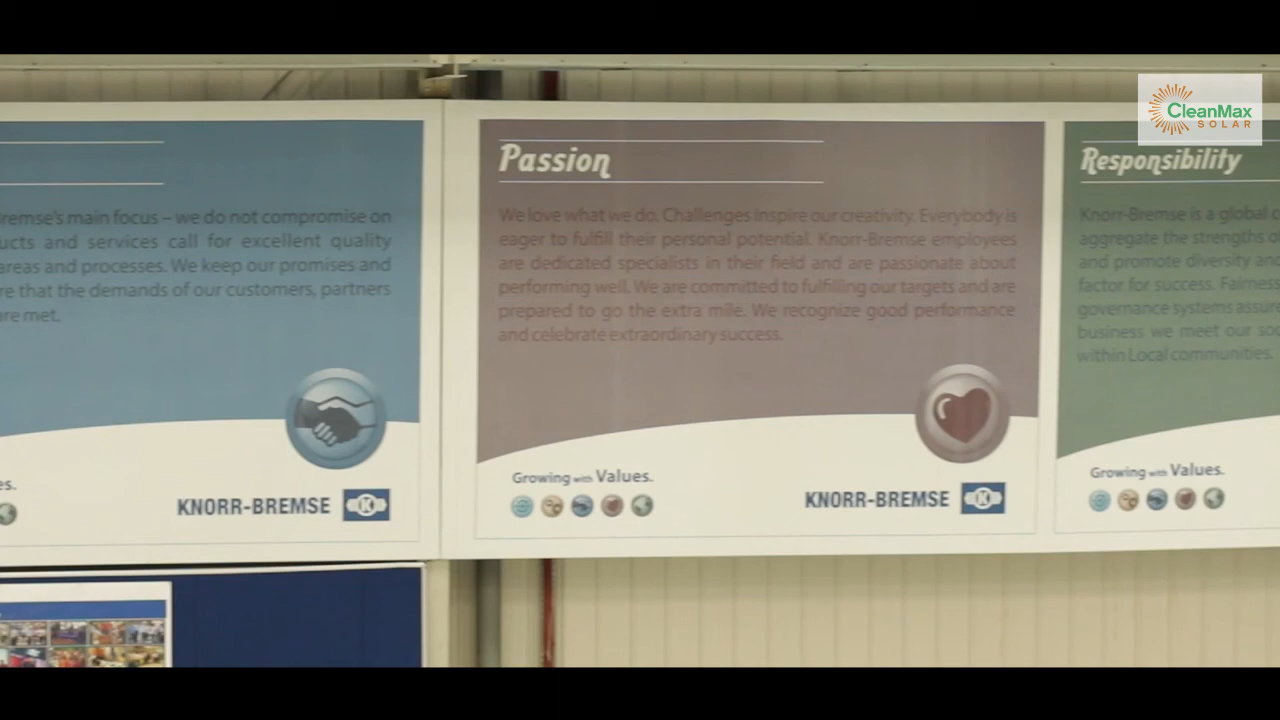 CleanMax
SOLAR
Bremse's main focus – we do not compromise on
ucts and services call for excellent quality
areas and processes. We keep our promises and
re that the demands of our customers, partners
are met.
es.
KNORR-BREMSE
Passion
We love what we do. Challenges inspire our creativity. Everybody is
eager to fulfill their personal potential. Knorr-Bremse employees
are dedicated specialists in their field and are passionate about
performing well. We are committed to fulfilling our targets and are
prepared to go the extra mile. We recognize good performance
and celebrate extraordinary success.
Growing with Values.
KNORR-BREMSE
Responsibility
Knorr-Bremse is a global
aggregate the strengths
and promote diversity and
factor for success. Fairness
governance systems assur
business we meet our so
within Local communities.
Growing with Values.